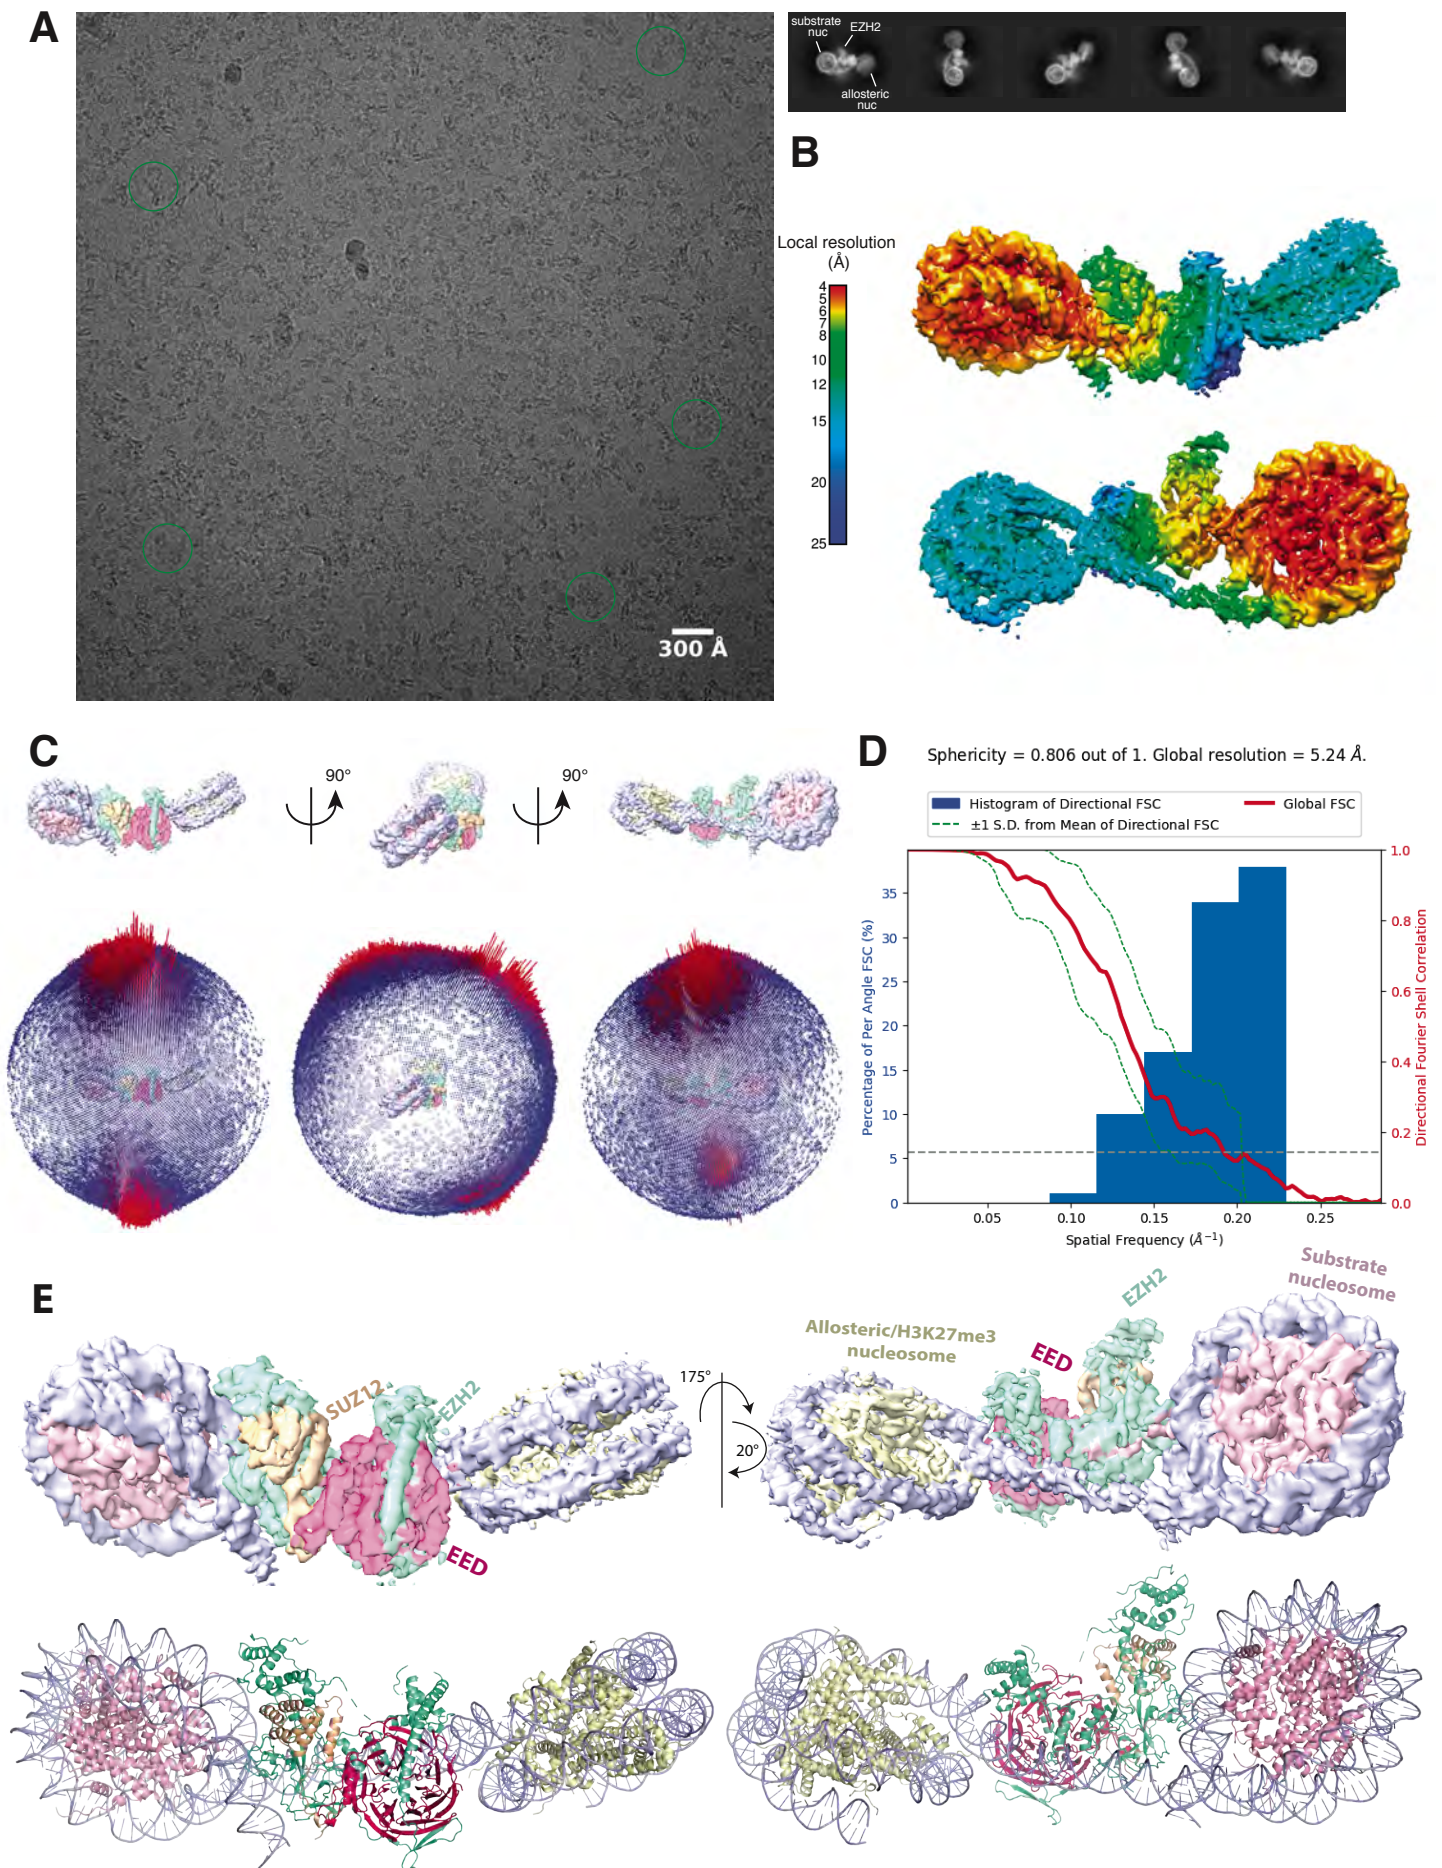 A
300 Å
substrate
nuc
EZH2
allosteric
nuc
B
Local resolution
(Å)
4
5
6
7
8
10
12
15
20
25
C
90°
90°
D
Sphericity = 0.806 out of 1. Global resolution = 5.24 Å.
Histogram of Directional FSC
Global FSC
±1 S.D. from Mean of Directional FSC
Percentage of Per Angle FSC (%)
35
30
25
20
15
10
5
0
1.0
0.8
0.6
0.4
0.2
0.0
Directional Fourier Shell Correlation
0.05
0.10
0.15
0.20
0.25
Spatial Frequency (Å⁻¹)
E
SUZ12
EZH2
EED
175°
20°
Allosteric/H3K27me3
nucleosome
EED
EZH2
Substrate
nucleosome